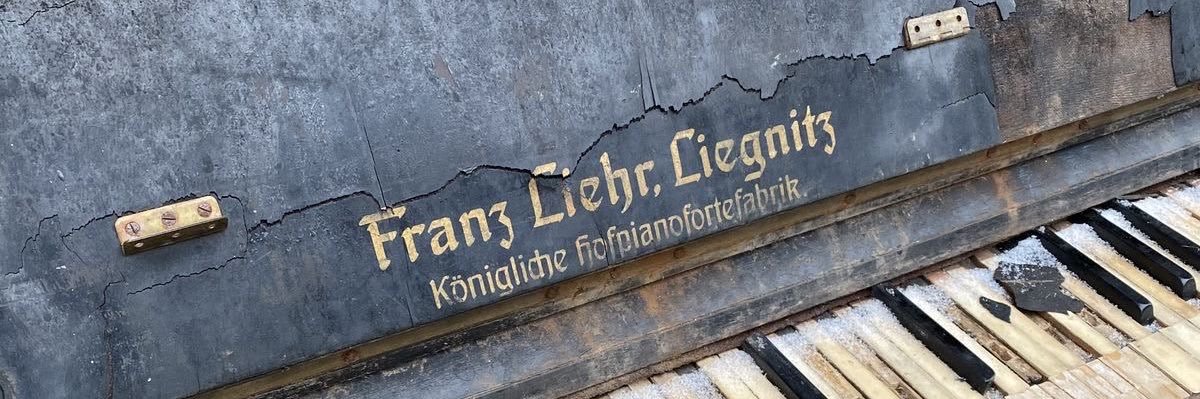 Franz Liehr, Liegnitz
Königliche Hofpianofortefabrik